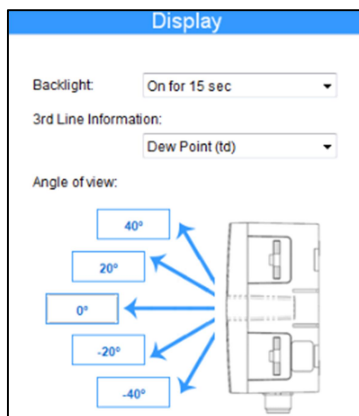 Display
Backlight: On for 15 sec
3rd Line Information:
Dew Point (td)
Angle of view:
40°
20°
0°
-20°
-40°